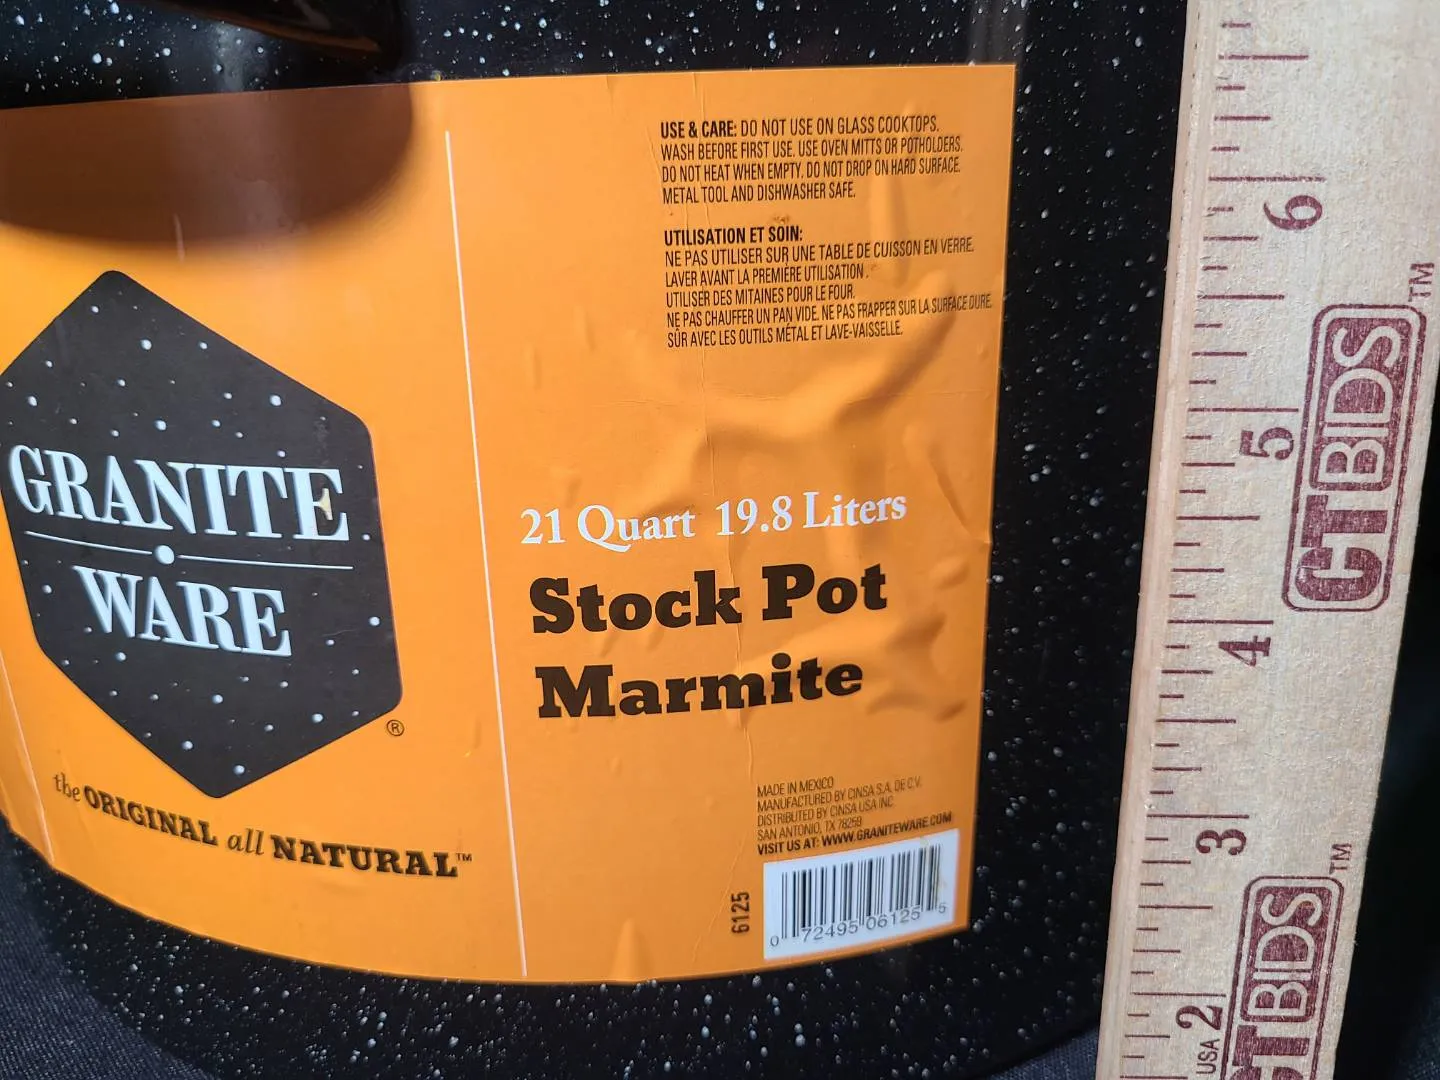 GRANITE
WARE
®
the ORIGINAL all NATURAL™
USE & CARE: DO NOT USE ON GLASS COOKTOPS.
WASH BEFORE FIRST USE. USE OVEN MITTS OR POTHOLDERS.
DO NOT HEAT WHEN EMPTY. DO NOT DROP ON HARD SURFACE.
METAL TOOL AND DISHWASHER SAFE.
UTILISATION ET SOIN:
NE PAS UTILISER SUR UNE TABLE DE CUISSON EN VERRE.
LAVER AVANT LA PREMIÈRE UTILISATION.
UTILISER DES MITAINES POUR LE FOUR.
NE PAS CHAUFFER UN PAN VIDE. NE PAS FRAPPER SUR LA SURFACE DURE.
SÛR AVEC LES OUTILS MÉTAL ET LAVE-VAISSELLE.
21 Quart 19.8 Liters
Stock Pot
Marmite
MADE IN MEXICO
MANUFACTURED BY CINSA S.A. DE C.V.
DISTRIBUTED BY CINSA USA INC.
SAN ANTONIO, TX 78259
VISIT US AT: WWW.GRANITEWARE.COM
6125
0 72495 06125 5
6
5
4
3
2
CTBIDS™
CTBIDS™
USA